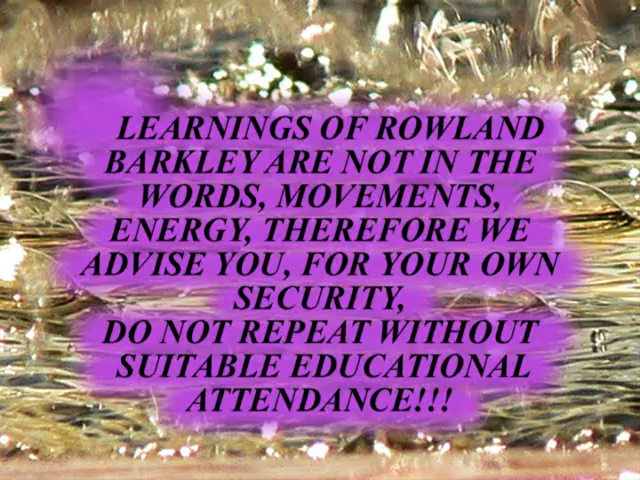 LEARNINGS OF ROWLAND
BARKLEY ARE NOT IN THE
WORDS, MOVEMENTS,
ENERGY, THEREFORE WE
ADVISE YOU, FOR YOUR OWN
SECURITY,
DO NOT REPEAT WITHOUT
SUITABLE EDUCATIONAL
ATTENDANCE!!!